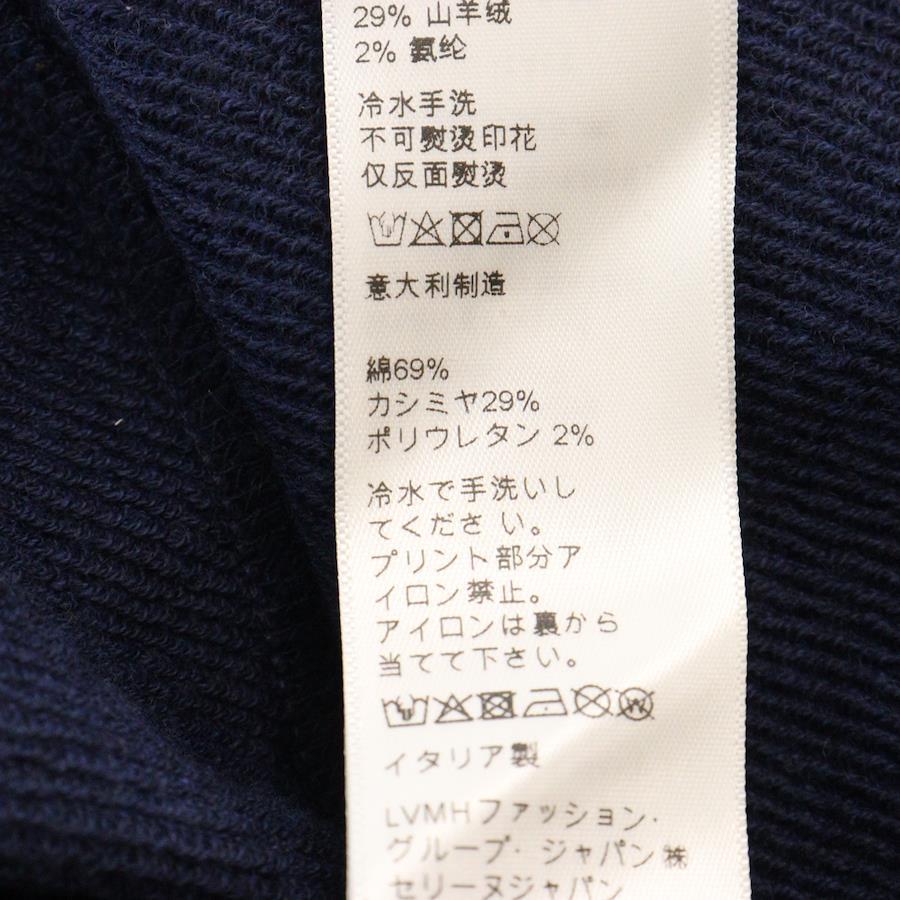 29% 山羊绒
2% 氨纶
冷水手洗
不可熨烫印花
仅反面熨烫
意大利制造
綿69%
カシミヤ29%
ポリウレタン 2%
冷水で手洗いし
てくださ い。
プリント部分ア
イロン禁止。
アイロンは裏から
当てて下さい。
W
イタリア製
LVMHファッション·
グループ· ジャパン㈱
セリーヌジャパン